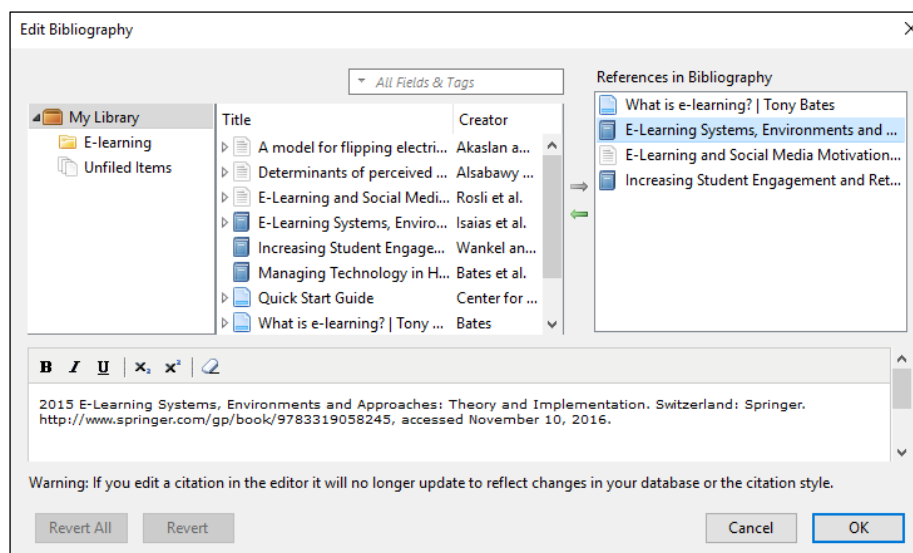 Edit Bibliography
All Fields & Tags
References in Bibliography
My Library
E-learning
Unfiled Items
Title Creator
A model for flipping electri... Akaslan a...
Determinants of perceived ... Alsabawy ...
E-Learning and Social Medi... Rosli et al.
E-Learning Systems, Enviro... Isaias et al.
Increasing Student Engage... Wankel an...
Managing Technology in H... Bates et al.
Quick Start Guide Center for ...
What is e-learning? | Tony ... Bates
What is e-learning? | Tony Bates
E-Learning Systems, Environments and ...
E-Learning and Social Media Motivation...
Increasing Student Engagement and Ret...
B I U x₂ x²
2015 E-Learning Systems, Environments and Approaches: Theory and Implementation. Switzerland: Springer.
http://www.springer.com/gp/book/9783319058245, accessed November 10, 2016.
Warning: If you edit a citation in the editor it will no longer update to reflect changes in your database or the citation style.
Revert All Revert Cancel OK